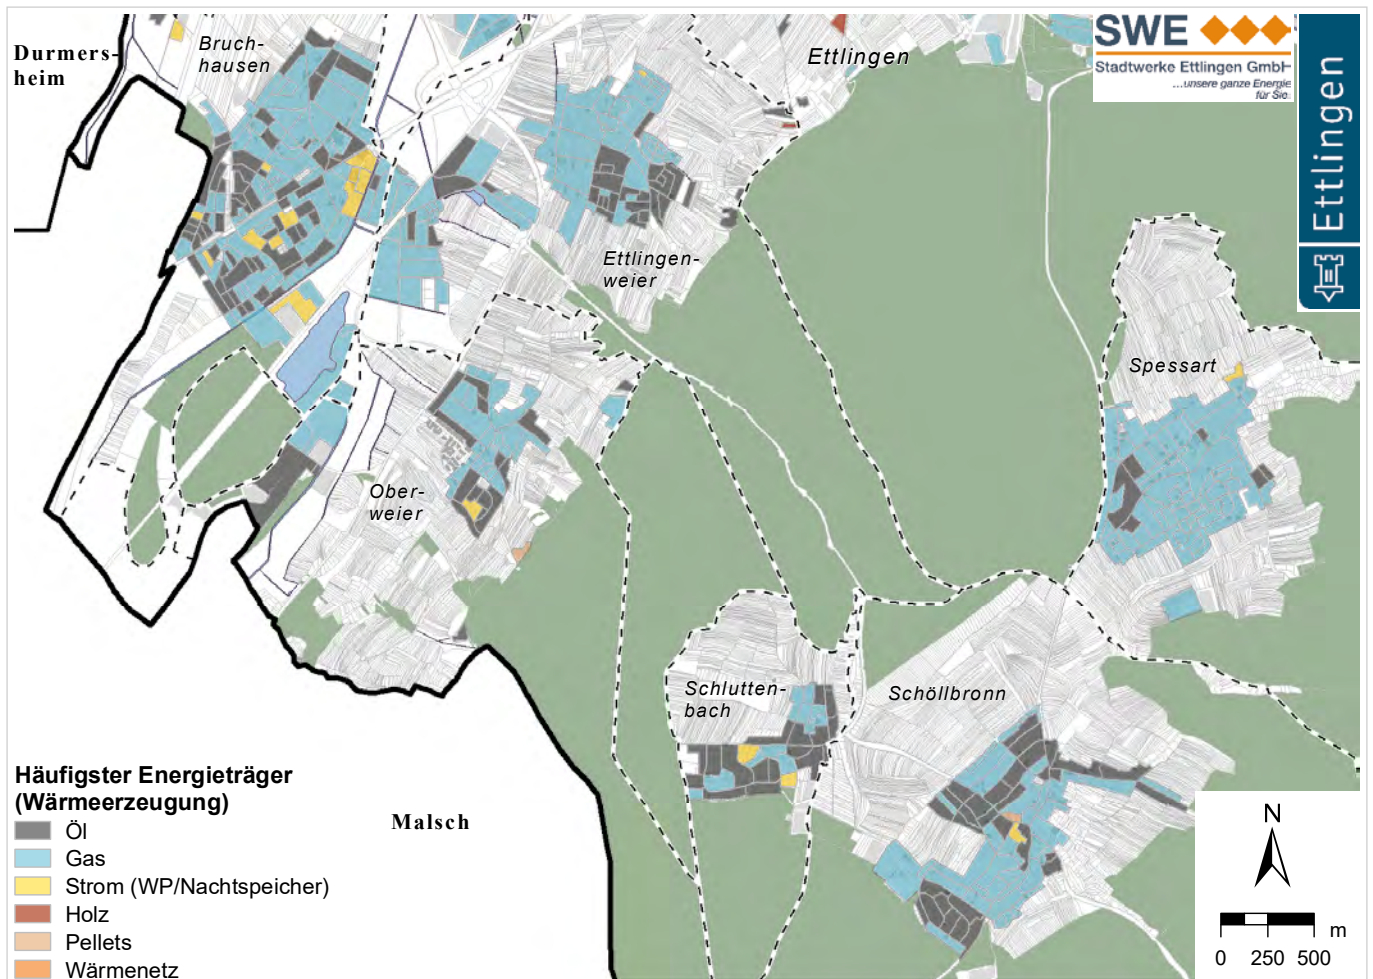 Durmers-
heim
Bruch-
hausen
Ettlingen
SWE
Stadtwerke Ettlingen GmbH
...unsere ganze Energie
für Sie.
Ettlingen
Ettlingen-
weier
Spessart
Ober-
weier
Schlutten-
bach
Schöllbronn
Malsch
Häufigster Energieträger
(Wärmeerzeugung)
Öl
Gas
Strom (WP/Nachtspeicher)
Holz
Pellets
Wärmenetz
N
m
0 250 500